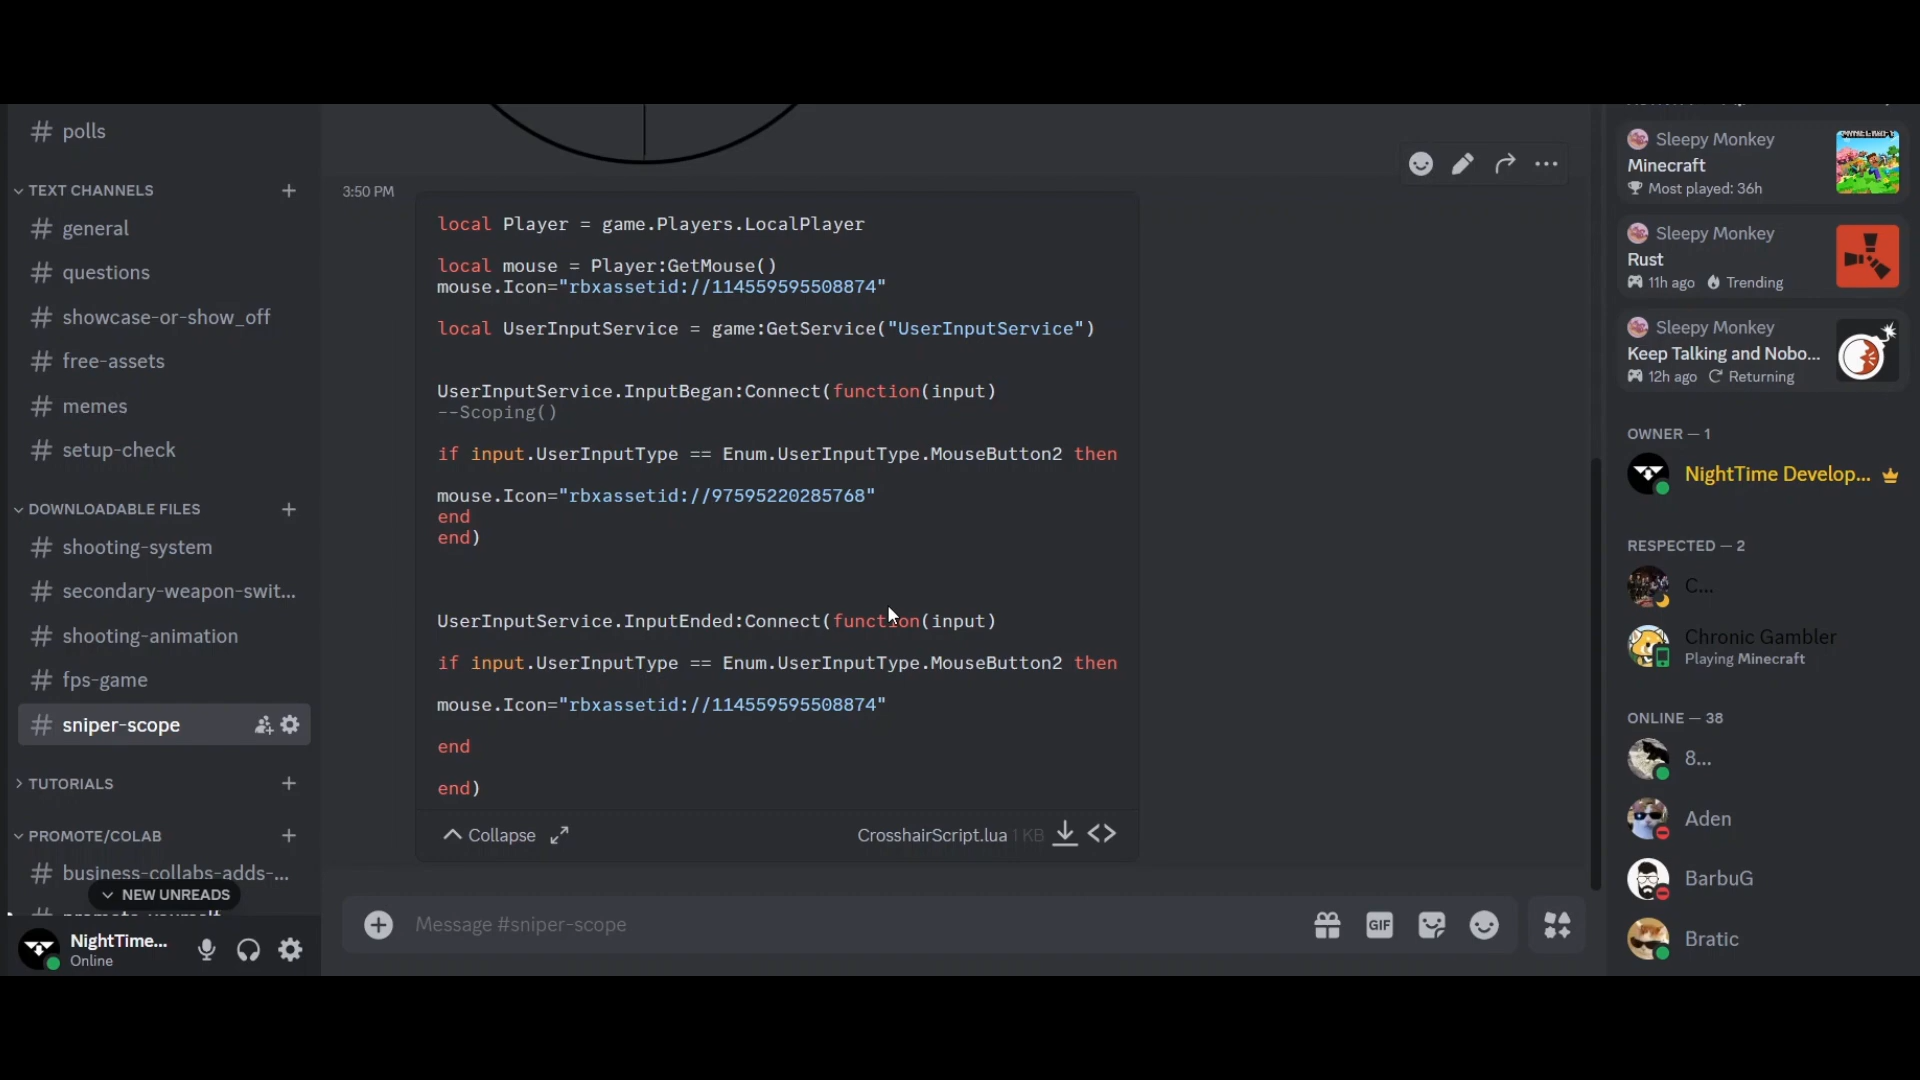 polls
TEXT CHANNELS
general
questions
showcase-or-show_off
free-assets
memes
setup-check
DOWNLOADABLE FILES
shooting-system
secondary-weapon-swit...
shooting-animation
fps-game
sniper-scope
TUTORIALS
PROMOTE/COLAB
business-collabs-adds-...
NEW UNREADS
NightTime...
Online
3:50 PM
local Player = game.Players.LocalPlayer
local mouse = Player:GetMouse()
mouse.Icon="rbxassetid://114559595508874"
local UserInputService = game:GetService("UserInputService")
UserInputService.InputBegan:Connect(function(input)
--Scoping()
if input.UserInputType == Enum.UserInputType.MouseButton2 then
mouse.Icon="rbxassetid://97595220285768"
end
end)
UserInputService.InputEnded:Connect(function(input)
if input.UserInputType == Enum.UserInputType.MouseButton2 then
mouse.Icon="rbxassetid://114559595508874"
end
end)
Collapse
CrosshairScript.lua 1 KB
Message #sniper-scope
GIF
Sleepy Monkey
Minecraft
Most played: 36h
Sleepy Monkey
Rust
11h ago Trending
Sleepy Monkey
Keep Talking and Nobo...
12h ago Returning
OWNER — 1
NightTime Develop...
RESPECTED — 2
C...
Chronic Gambler
Playing Minecraft
ONLINE — 38
8...
Aden
BarbuG
Bratic